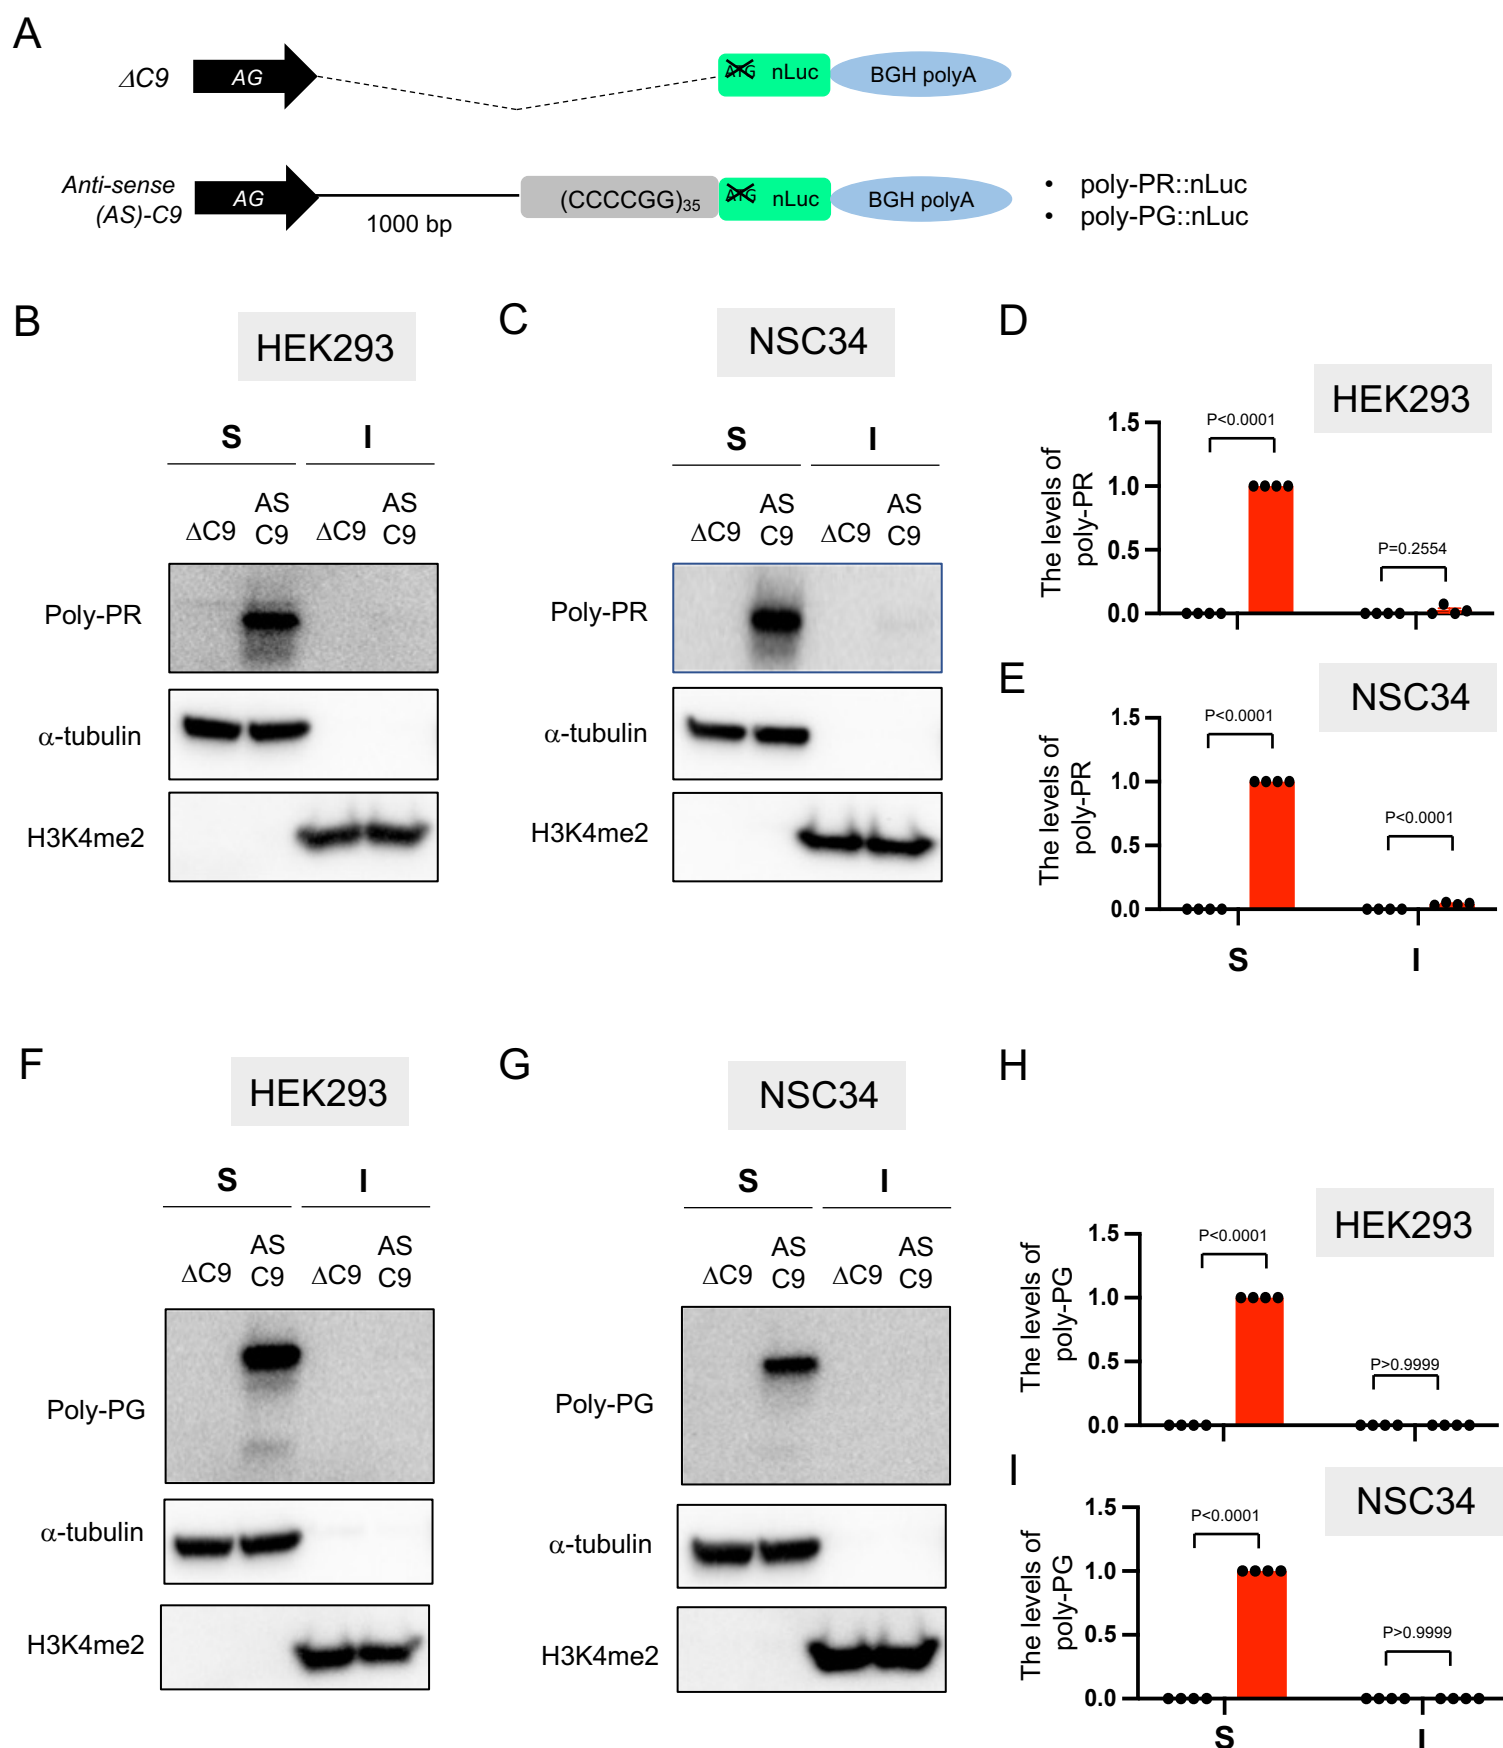 A
ΔC9
AG
ATG nLuc
BGH polyA
Anti-sense
(AS)-C9
AG
1000 bp
(CCCCGG)35
ATG nLuc
BGH polyA
• poly-PR::nLuc
• poly-PG::nLuc
B
HEK293
S I
ΔC9 AS C9 ΔC9 AS C9
Poly-PR
α-tubulin
H3K4me2
C
NSC34
S I
ΔC9 AS C9 ΔC9 AS C9
Poly-PR
α-tubulin
H3K4me2
D
HEK293
The levels of
poly-PR
1.5
1.0
0.5
0.0
P<0.0001
P=0.2554
E
NSC34
The levels of
poly-PR
1.5
1.0
0.5
0.0
P<0.0001
P<0.0001
S I
F
HEK293
S I
ΔC9 AS C9 ΔC9 AS C9
Poly-PG
α-tubulin
H3K4me2
G
NSC34
S I
ΔC9 AS C9 ΔC9 AS C9
Poly-PG
α-tubulin
H3K4me2
H
HEK293
The levels of
poly-PG
1.5
1.0
0.5
0.0
P<0.0001
P>0.9999
I
NSC34
The levels of
poly-PG
1.5
1.0
0.5
0.0
P<0.0001
P>0.9999
S I